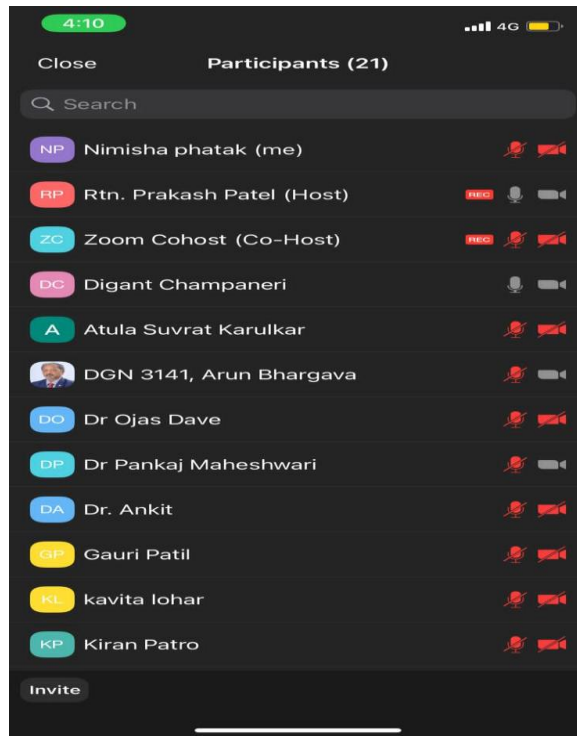 4:10 4G
Close Participants (21)
Search
NP Nimisha phatak (me)
RP Rtn. Prakash Patel (Host) REC
ZC Zoom Cohost (Co-Host) REC
DC Digant Champaneri
A Atula Suvrat Karulkar
DGN 3141, Arun Bhargava
DO Dr Ojas Dave
DP Dr Pankaj Maheshwari
DA Dr. Ankit
GP Gauri Patil
KL kavita lohar
KP Kiran Patro
Invite